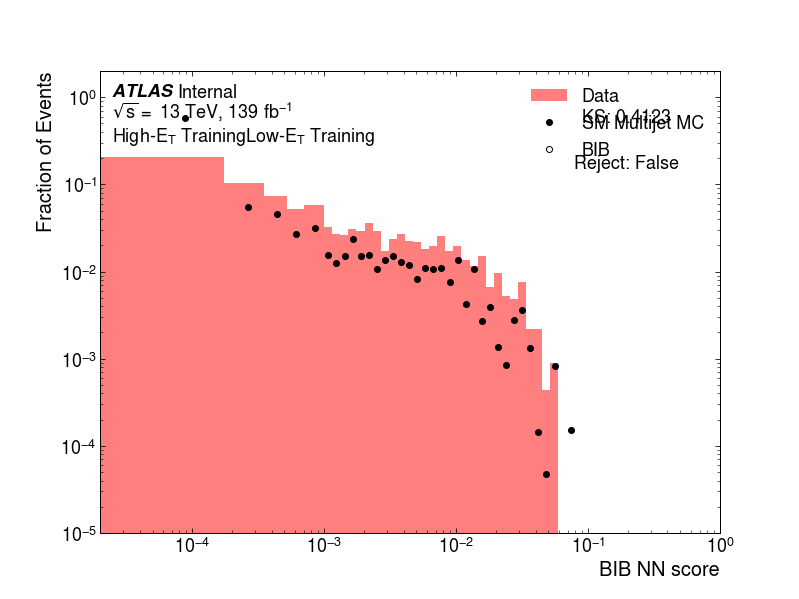 ATLAS Internal
√s = 13 TeV, 139 fb⁻¹
High-E_T TrainingLow-E_T Training
Data
KS: 0.4123
SM Multijet MC
BIB
Reject: False
Fraction of Events
10⁰
10⁻¹
10⁻²
10⁻³
10⁻⁴
10⁻⁵
10⁻⁴
10⁻³
10⁻²
10⁻¹
10⁰
BIB NN score